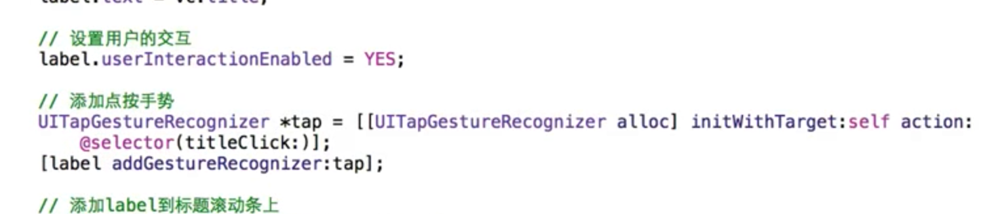 label.text = vc.title;
// 设置用户的交互
label.userInteractionEnabled = YES;
// 添加点按手势
UITapGestureRecognizer *tap = [[UITapGestureRecognizer alloc] initWithTarget:self action:
@selector(titleClick:)];
[label addGestureRecognizer:tap];
// 添加label到标题滚动条上